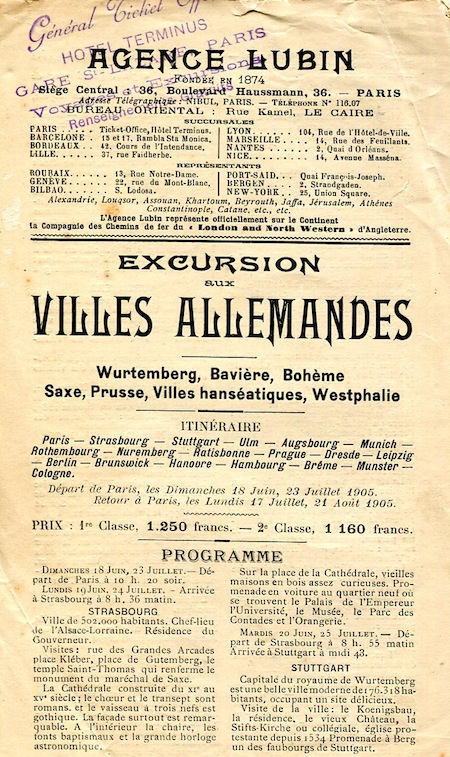 Général Ticket
HOTEL TERMINUS
GARE St- PARIS
Voyages et Excursions
Renseignements
AGENCE LUBIN
FONDÉE EN 1874
Siège Central : 36, Boulevard Haussmann, 36. — PARIS
Adresse Télégraphique : NIBUL, PARIS. — TÉLÉPHONE Nº 116.07
BUREAU ORIENTAL : Rue Kamel, LE CAIRE
SUCCURSALES
PARIS .... Ticket-Office, Hôtel Terminus.
BARCELONE . 15 et 17, Rambla Sta Monica.
BORDEAUX .. 42, Cours de l'Intendance.
LILLE..... 37, rue Faidherbe.
LYON........ 104, Rue de l'Hôtel-de-Ville.
MARSEILLE.... 14, Rue des Feuillants.
NANTES...... 2, Quai d'Orléans.
NICE........ 14, Avenue Masséna.
REPRÉSENTANTS
ROUBAIX..... 13, Rue Notre-Dame.
GENÈVE..... 22, rue du Mont-Blanc.
BILBAO...... S. Lodosa.
PORT-SAID... Quai François-Joseph.
BERGEN .... 2, Strandgaden.
NEW-YORK.. 25, Union Square.
Alexandrie, Louqsor, Assouan, Khartoum, Beyrouth, Jaffa, Jérusalem, Athènes
Constantinople, Catane, etc., etc.
L'Agence Lubin représente officiellement sur le Continent
la Compagnie des Chemins de fer du « London and North Western » d'Angleterre.
EXCURSION
aux
VILLES ALLEMANDES
Wurtemberg, Bavière, Bohème
Saxe, Prusse, Villes hanséatiques, Westphalie
ITINÉRAIRE
Paris — Strasbourg — Stuttgart — Ulm — Augsbourg — Munich —
Rothembourg — Nuremberg — Ratisbonne — Prague — Dresde — Leipzig
— Berlin — Brunswick — Hanovre — Hambourg — Brême — Munster —
Cologne.
Départ de Paris, les Dimanches 18 Juin, 23 Juillet 1905.
Retour à Paris, les Lundis 17 Juillet, 21 Août 1905.
PRIX : 1re Classe, 1.250 francs. — 2e Classe, 1 160 francs.
PROGRAMME
DIMANCHES 18 JUIN, 23 JUILLET. — Dé-
part de Paris à 10 h. 20 soir.
LUNDIS 19 JUIN, 24 JUILLET. - Arrivée
à Strasbourg à 8 h. 36 matin.
STRASBOURG
Ville de 502.000 habitants. Chef-lieu
de l'Alsace-Lorraine. Résidence du
Gouverneur.
Visites : rue des Grandes Arcades
place Kléber, place de Gutemberg, le
temple Saint-Thomas qui renferme le
monument du maréchal de Saxe.
La Cathédrale construite du XIe au
XVe siècle ; le chœur et le transept sont
romans, et le vaisseau à trois nefs est
gothique. La façade surtout est remar-
quable. A l'intérieur la chaire, les
fonts baptismaux et la grande horloge
astronomique.
Sur la place de la Cathédrale, vieilles
maisons en bois assez curieuses. Pro-
menade en voiture au quartier neuf où
se trouvent le Palais de l'Empereur
l'Université, le Musée, le Parc des
Contades et l'Orangerie.
MARDIS 20 JUIN, 25 JUILLET. — Dé-
part de Strasbourg à 8 h. 55 matin
Arrivée à Stuttgart à midi 43.
STUTTGART
Capitale du royaume de Wurtemberg
est une belle ville moderne de 176.318 ha-
bitants, occupant un site délicieux.
Visite de la ville : le Koenigsbau,
la résidence, le vieux Château, la
Stifts-Kirche ou collégiale, église pro-
testante depuis 1534 Promenade à Berg
un des faubourgs de Stuttgart.